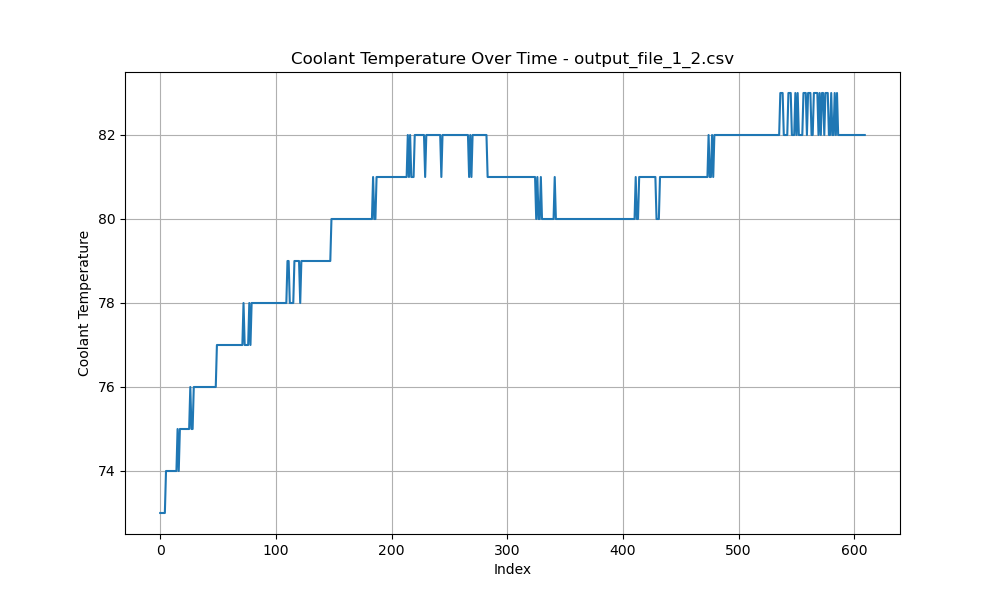 Coolant Temperature Over Time - output_file_1_2.csv
Coolant Temperature
82
80
78
76
74
0 100 200 300 400 500 600
Index